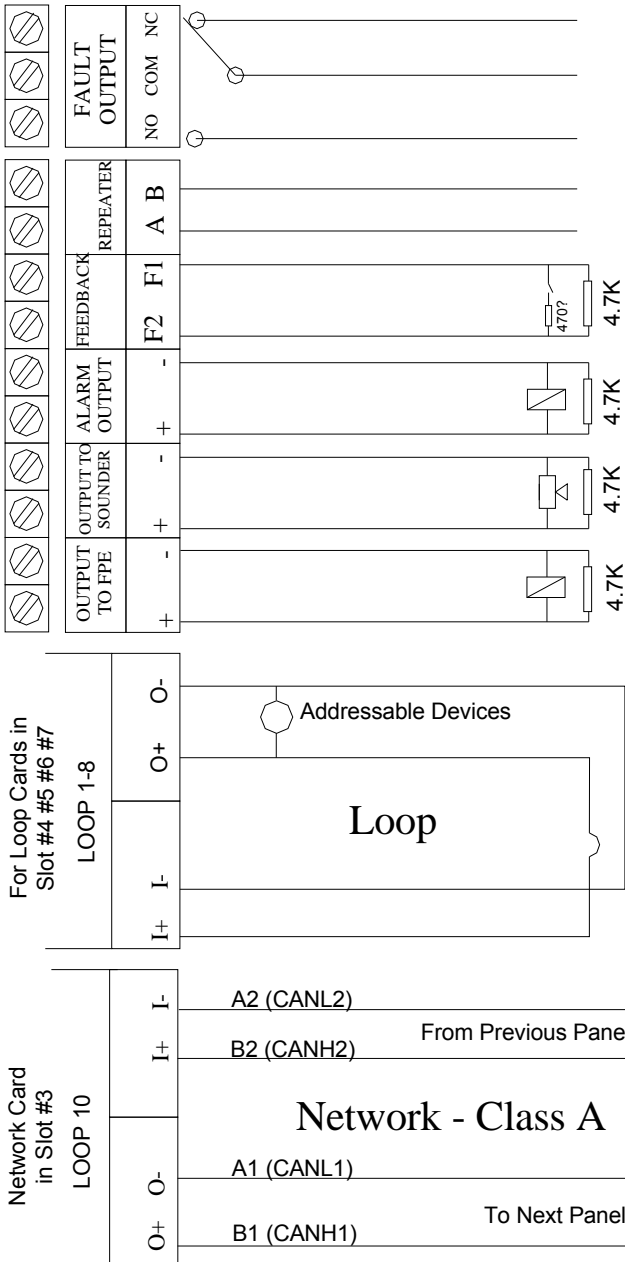 FAULT
OUTPUT
NO COM NC
REPEATER
A B
FEEDBACK
F2 F1
470?
4.7K
ALARM
OUTPUT
+ -
4.7K
OUTPUT TO
SOUNDER
+ -
4.7K
OUTPUT
TO FPE
+ -
4.7K
For Loop Cards in
Slot #4 #5 #6 #7
LOOP 1-8
I+ I- O+ O-
Addressable Devices
Loop
Network Card
in Slot #3
LOOP 10
O+ O- I+ I-
A2 (CANL2)
From Previous Pane
B2 (CANH2)
Network - Class A
A1 (CANL1)
To Next Panel
B1 (CANH1)